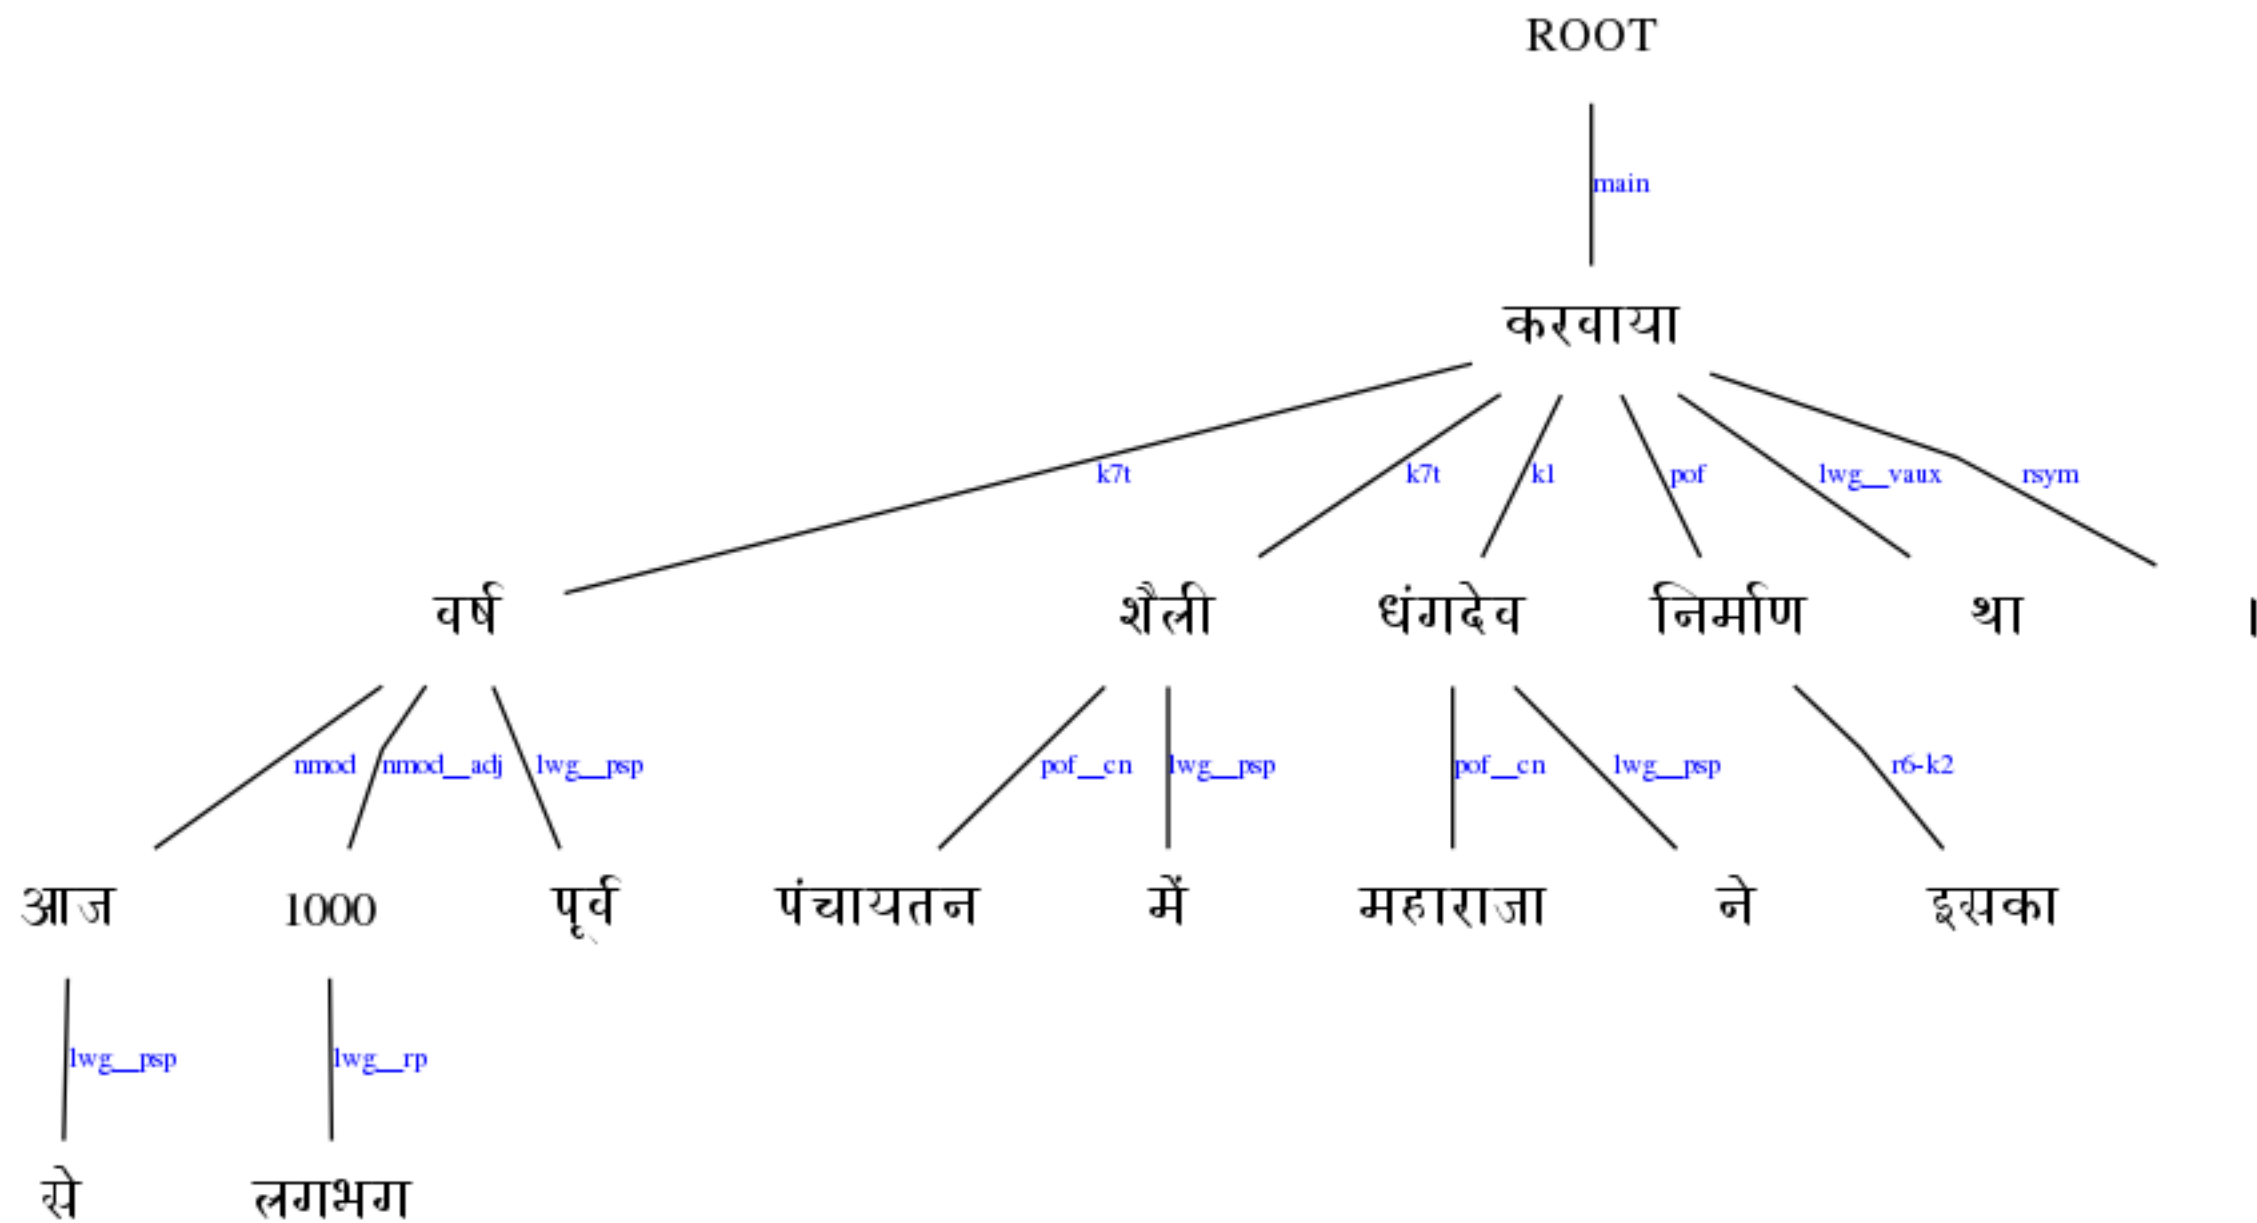 ROOT
main
करवाया
k7t k7t k1 pof lwg__vaux rsym
वर्ष शैली धंगदेव निर्माण था ।
nmod nmod__adj lwg__psp pof__cn lwg__psp pof__cn lwg__psp r6-k2
आज 1000 पूर्व पंचायतन में महाराजा ने इसका
lwg__psp lwg__rp
से लगभग